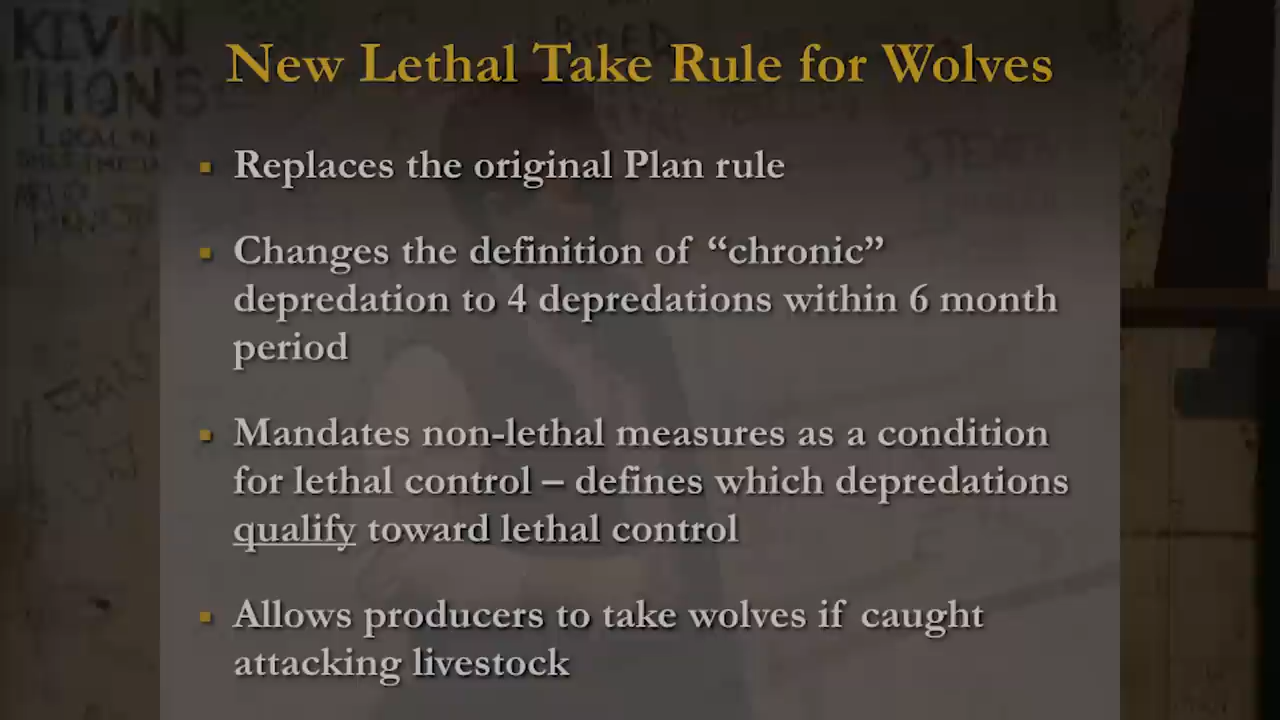 New Lethal Take Rule for Wolves
▪ Replaces the original Plan rule
▪ Changes the definition of “chronic”
depredation to 4 depredations within 6 month
period
▪ Mandates non-lethal measures as a condition
for lethal control – defines which depredations
qualify toward lethal control
▪ Allows producers to take wolves if caught
attacking livestock
KEVIN
LOCAL